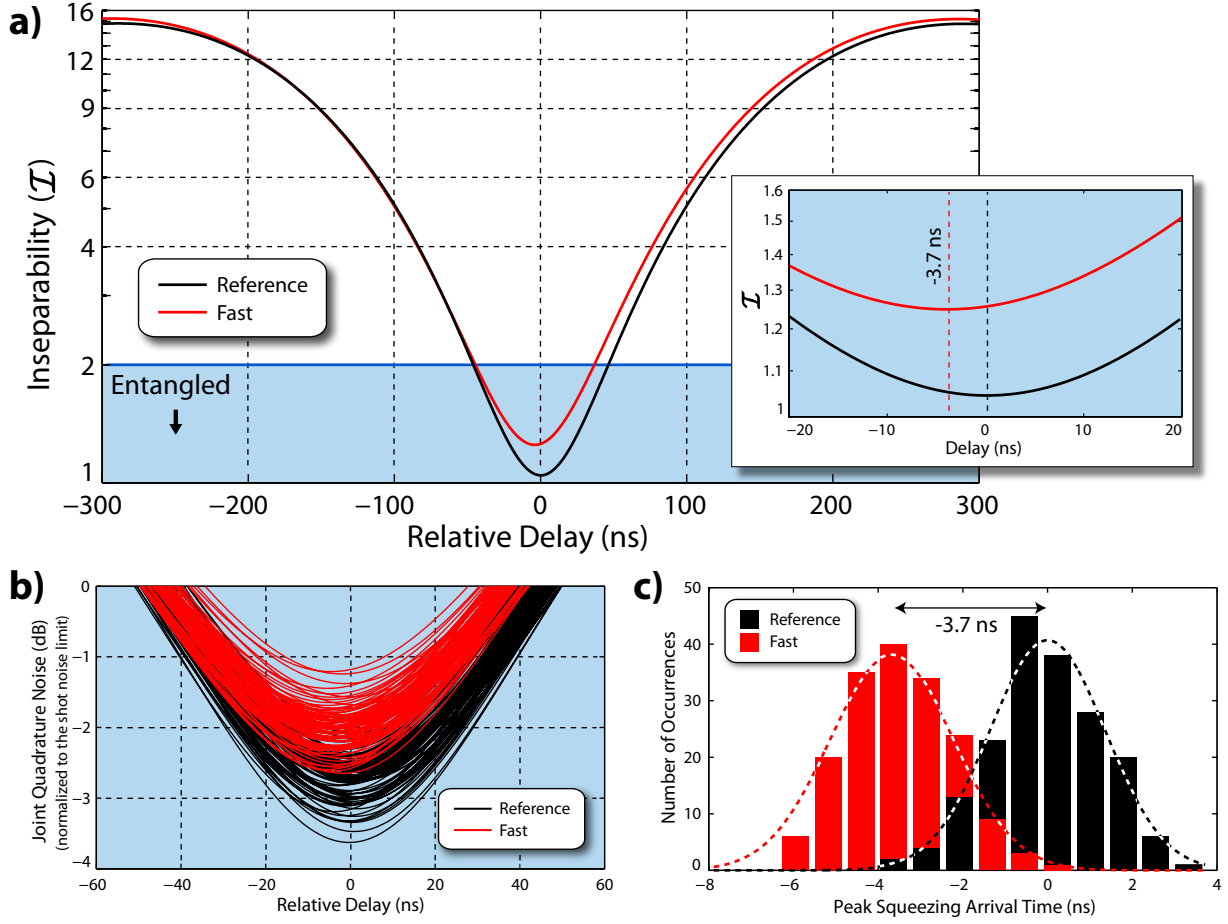 a)
16
12
9
6
4
2
1
Inseparability (ℐ)
Reference
Fast
Entangled
−300
−200
−100
0
100
200
300
Relative Delay (ns)
1.6
1.5
1.4
1.3
1.2
1.1
1
ℐ
-3.7 ns
−20
−10
0
10
20
Delay (ns)
b)
0
−1
−2
−3
−4
Joint Quadrature Noise (dB)
(normalized to the shot noise limit)
Reference
Fast
−60
−40
−20
0
20
40
60
Relative Delay (ns)
c)
50
40
30
20
10
0
Number of Occurrences
Reference
Fast
-3.7 ns
−8
−6
−4
−2
0
2
4
Peak Squeezing Arrival Time (ns)